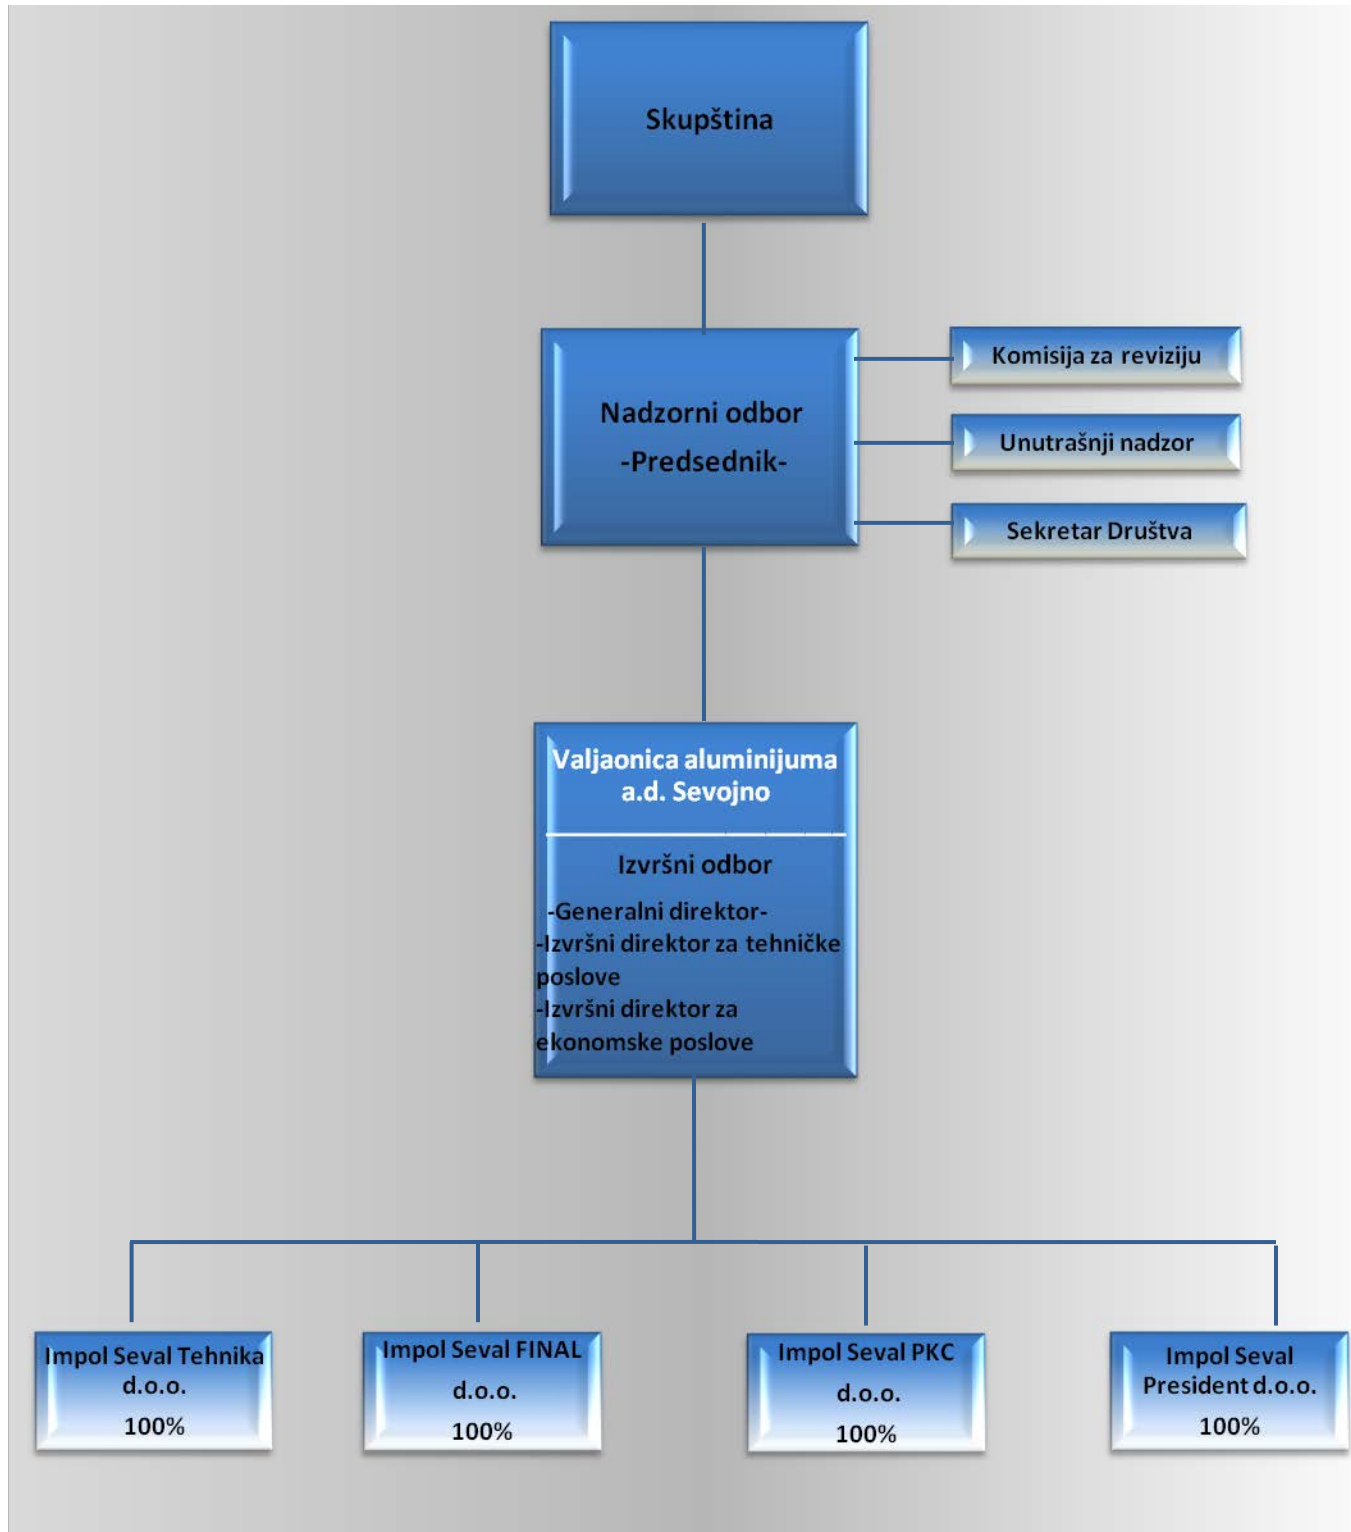 Skupština
Nadzorni odbor
-Predsednik-
Komisija za reviziju
Unutrašnji nadzor
Sekretar Društva
Valjaonica aluminijuma
a.d. Sevojno
Izvršni odbor
-Generalni direktor-
-Izvršni direktor za tehničke
poslove
-Izvršni direktor za
ekonomske poslove
Impol Seval Tehnika
d.o.o.
100%
Impol Seval FINAL
d.o.o.
100%
Impol Seval PKC
d.o.o.
100%
Impol Seval
President d.o.o.
100%